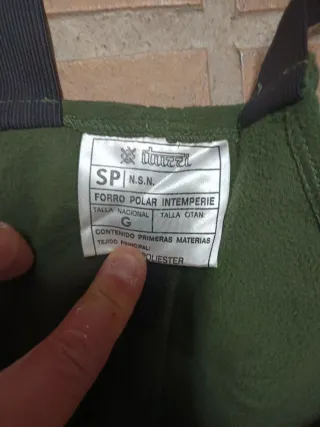 ituzzi
SP N.S.N.
FORRO POLAR INTEMPERIE
TALLA NACIONAL TALLA OTAN:
G
CONTENIDO PRIMERAS MATERIAS
TEJIDO PRINCIPAL:
POLIESTER